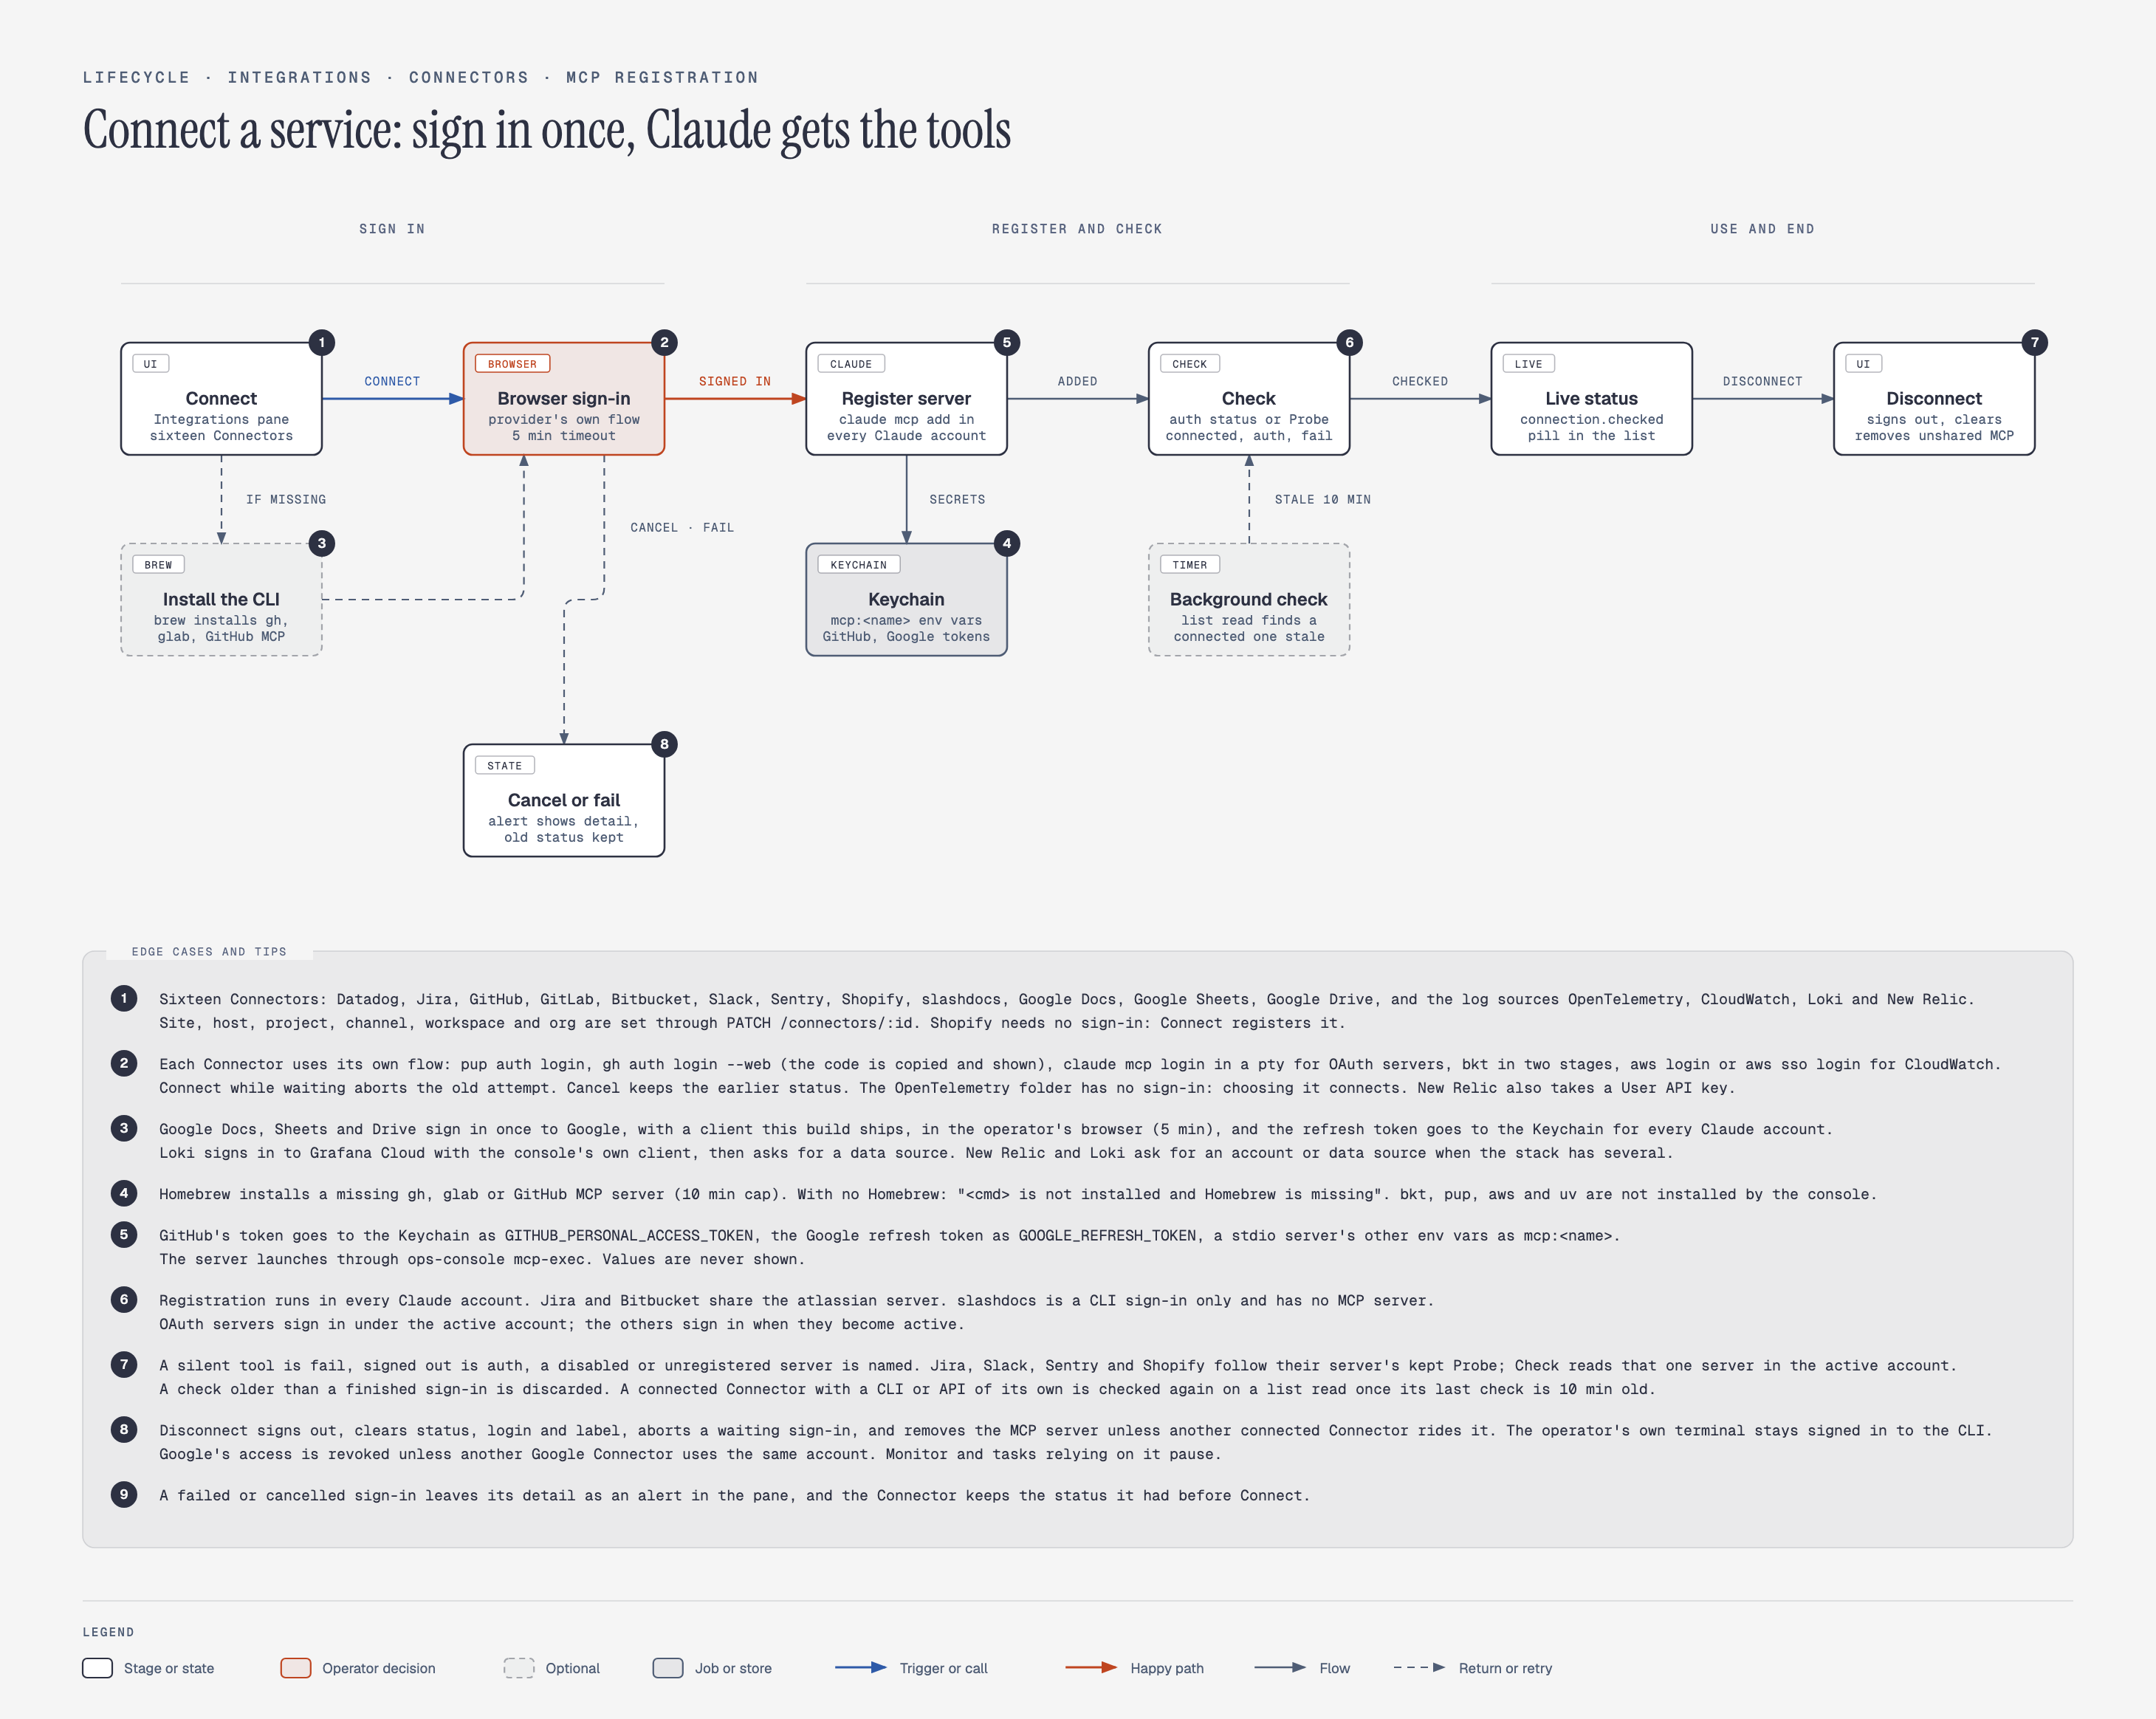 LIFECYCLE · INTEGRATIONS · CONNECTORS · MCP REGISTRATION
Connect a service: sign in once, Claude gets the tools
SIGN IN
REGISTER AND CHECK
USE AND END
1
UI
Connect
Integrations pane
sixteen Connectors
CONNECT
2
BROWSER
Browser sign-in
provider's own flow
5 min timeout
SIGNED IN
5
CLAUDE
Register server
claude mcp add in
every Claude account
ADDED
6
CHECK
Check
auth status or Probe
connected, auth, fail
CHECKED
LIVE
Live status
connection.checked
pill in the list
DISCONNECT
7
UI
Disconnect
signs out, clears
removes unshared MCP
IF MISSING
CANCEL · FAIL
SECRETS
STALE 10 MIN
3
BREW
Install the CLI
brew installs gh,
glab, GitHub MCP
4
KEYCHAIN
Keychain
mcp:<name> env vars
GitHub, Google tokens
TIMER
Background check
list read finds a
connected one stale
8
STATE
Cancel or fail
alert shows detail,
old status kept
EDGE CASES AND TIPS
1 Sixteen Connectors: Datadog, Jira, GitHub, GitLab, Bitbucket, Slack, Sentry, Shopify, slashdocs, Google Docs, Google Sheets, Google Drive, and the log sources OpenTelemetry, CloudWatch, Loki and New Relic.
Site, host, project, channel, workspace and org are set through PATCH /connectors/:id. Shopify needs no sign-in: Connect registers it.
2 Each Connector uses its own flow: pup auth login, gh auth login --web (the code is copied and shown), claude mcp login in a pty for OAuth servers, bkt in two stages, aws login or aws sso login for CloudWatch.
Connect while waiting aborts the old attempt. Cancel keeps the earlier status. The OpenTelemetry folder has no sign-in: choosing it connects. New Relic also takes a User API key.
3 Google Docs, Sheets and Drive sign in once to Google, with a client this build ships, in the operator's browser (5 min), and the refresh token goes to the Keychain for every Claude account.
Loki signs in to Grafana Cloud with the console's own client, then asks for a data source. New Relic and Loki ask for an account or data source when the stack has several.
4 Homebrew installs a missing gh, glab or GitHub MCP server (10 min cap). With no Homebrew: "<cmd> is not installed and Homebrew is missing". bkt, pup, aws and uv are not installed by the console.
5 GitHub's token goes to the Keychain as GITHUB_PERSONAL_ACCESS_TOKEN, the Google refresh token as GOOGLE_REFRESH_TOKEN, a stdio server's other env vars as mcp:<name>.
The server launches through ops-console mcp-exec. Values are never shown.
6 Registration runs in every Claude account. Jira and Bitbucket share the atlassian server. slashdocs is a CLI sign-in only and has no MCP server.
OAuth servers sign in under the active account; the others sign in when they become active.
7 A silent tool is fail, signed out is auth, a disabled or unregistered server is named. Jira, Slack, Sentry and Shopify follow their server's kept Probe; Check reads that one server in the active account.
A check older than a finished sign-in is discarded. A connected Connector with a CLI or API of its own is checked again on a list read once its last check is 10 min old.
8 Disconnect signs out, clears status, login and label, aborts a waiting sign-in, and removes the MCP server unless another connected Connector rides it. The operator's own terminal stays signed in to the CLI.
Google's access is revoked unless another Google Connector uses the same account. Monitor and tasks relying on it pause.
9 A failed or cancelled sign-in leaves its detail as an alert in the pane, and the Connector keeps the status it had before Connect.
LEGEND
Stage or state
Operator decision
Optional
Job or store
Trigger or call
Happy path
Flow
Return or retry